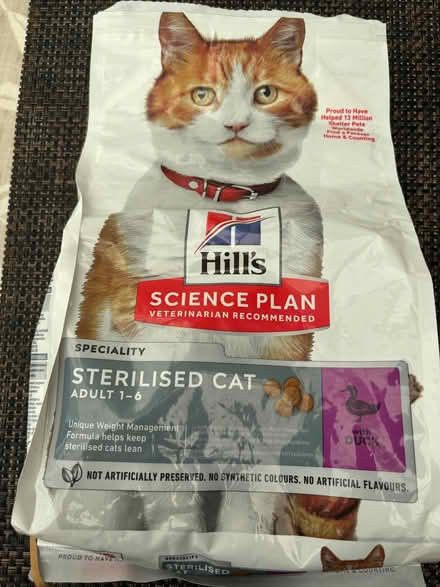 Proud to Have
Helped 13 Million
Shelter Pets
Worldwide
Find a Forever
Home & Counting
Hill's
SCIENCE PLAN
VETERINARIAN RECOMMENDED
SPECIALITY
STERILISED CAT
ADULT 1-6
with
DUCK
Unique Weight Management
Formula helps keep
sterilised cats lean
NOT ARTIFICIALLY PRESERVED. NO SYNTHETIC COLOURS. NO ARTIFICIAL FLAVOURS.
PROUD TO HAVE
SPECIALITY
STERILISED
& COUNTING